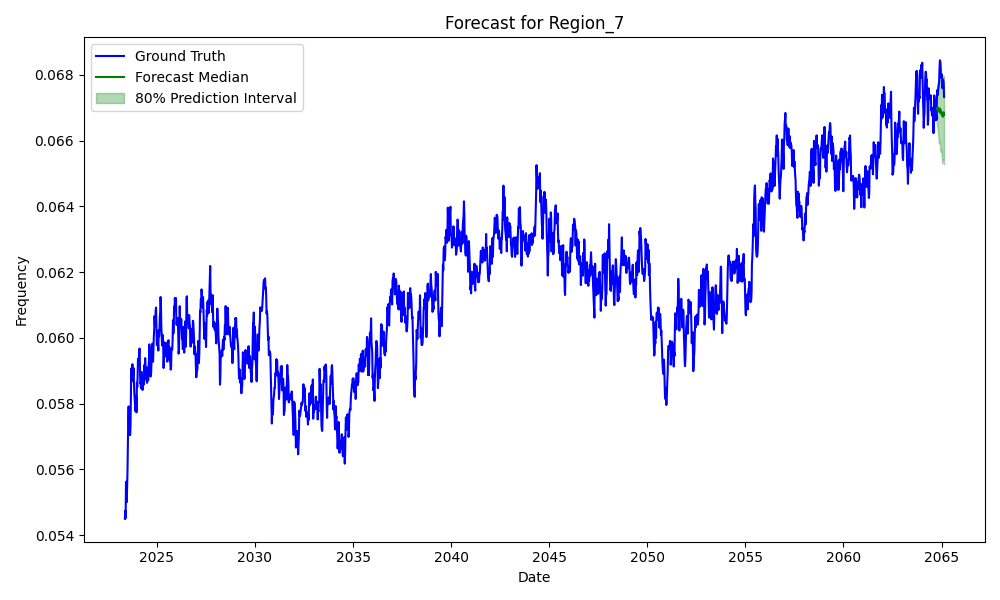 Forecast for Region_7
Ground Truth
Forecast Median
80% Prediction Interval
0.068
0.066
0.064
0.062
0.060
0.058
0.056
0.054
Frequency
2025
2030
2035
2040
2045
2050
2055
2060
2065
Date